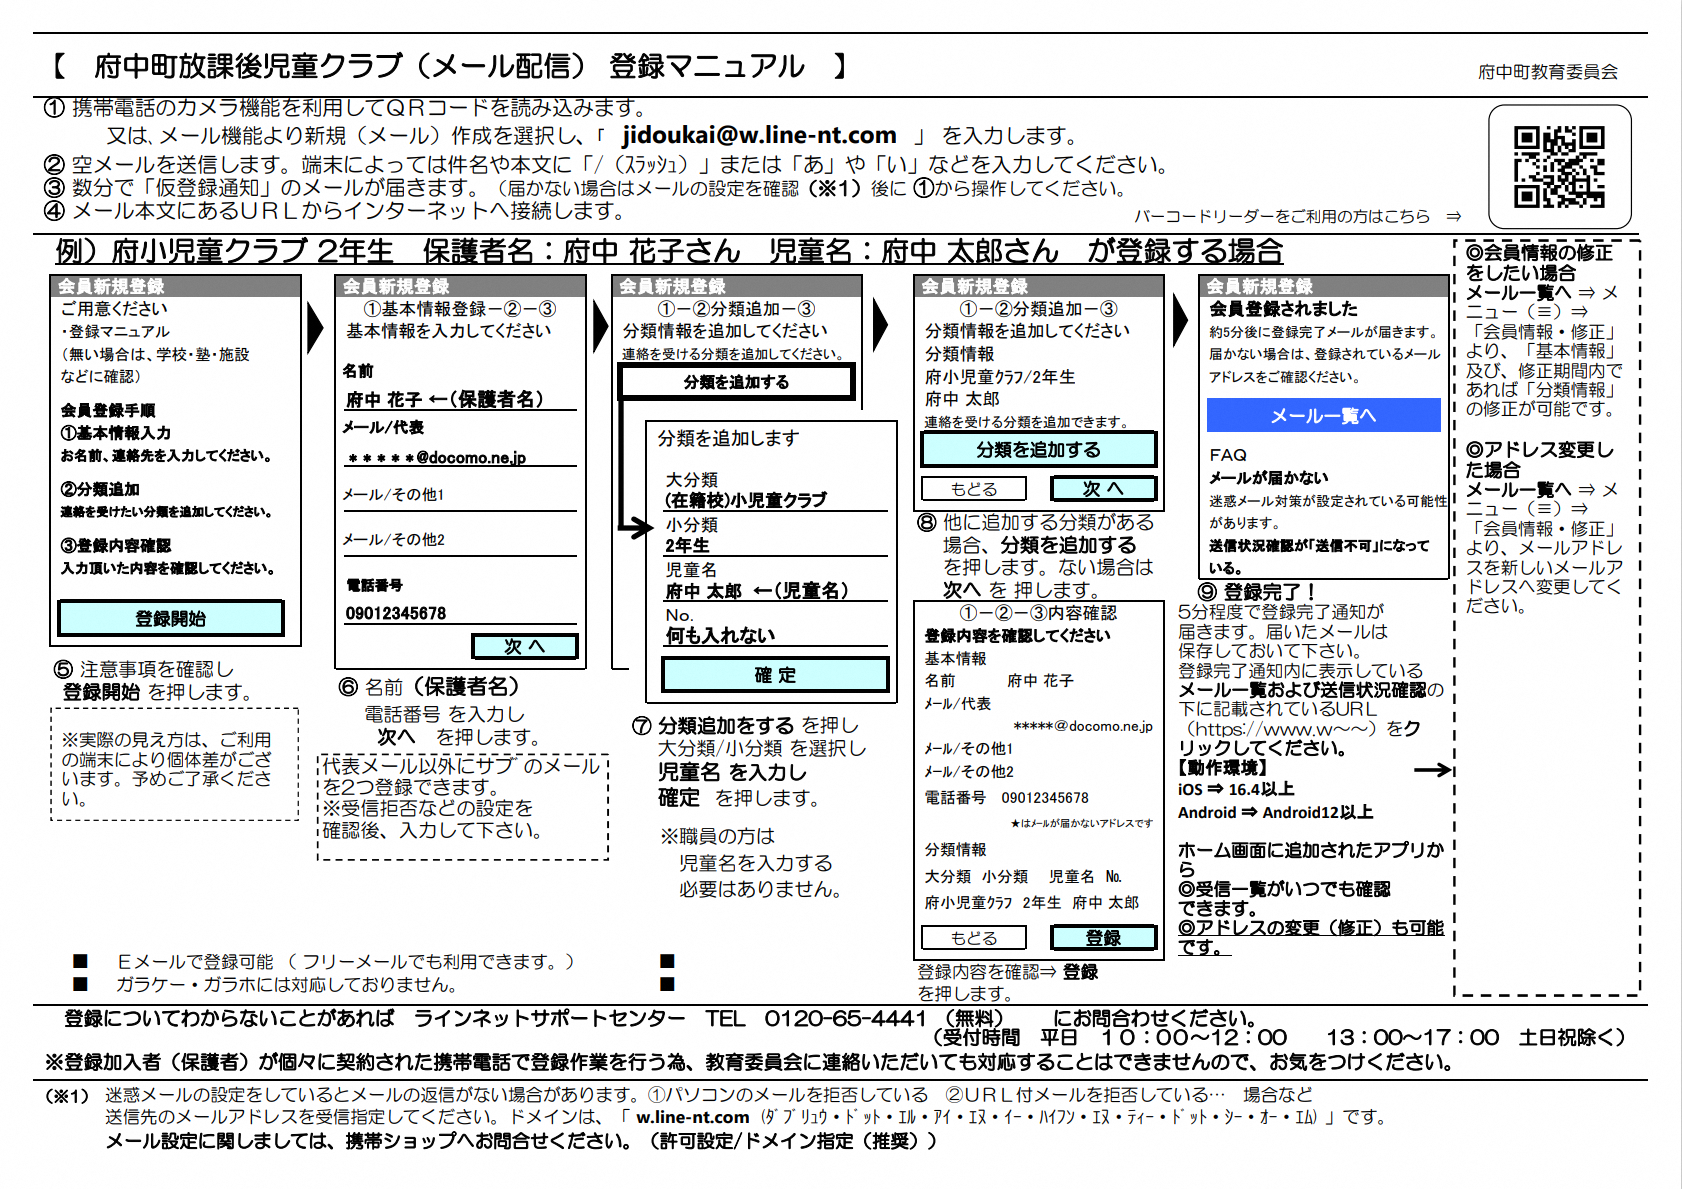 【　府中町放課後児童クラブ（メール配信） 登録マニュアル　】
府中町教育委員会
① 携帯電話のカメラ機能を利用してＱＲコードを読み込みます。
又は、メール機能より新規（メール）作成を選択し、「　jidoukai@w.line-nt.com　」 を入力します。
② 空メールを送信します。端末によっては件名や本文に「/（ｽﾗｯｼｭ）」または「あ」や「い」などを入力してください。
③ 数分で「仮登録通知」のメールが届きます。（届かない場合はメールの設定を確認（※1）後に ①から操作してください。
④ メール本文にあるＵＲＬからインターネットへ接続します。
バーコードリーダーをご利用の方はこちら　⇒
例）府小児童クラブ 2年生　保護者名：府中 花子さん　児童名：府中 太郎さん　が登録する場合
会員新規登録
ご用意ください
・登録マニュアル
（無い場合は、学校・塾・施設
などに確認）
会員登録手順
①基本情報入力
お名前、連絡先を入力してください。
②分類追加
連絡を受けたい分類を追加してください。
③登録内容確認
入力頂いた内容を確認してください。
登録開始
⑤ 注意事項を確認し
登録開始 を押します。
※実際の見え方は、ご利用
の端末により個体差がござ
います。予めご了承くださ
い。
会員新規登録
①基本情報登録－②－③
基本情報を入力してください
名前
府中 花子 ←（保護者名）
メール/代表
＊＊＊＊＊@docomo.ne.jp
メール/その他1
メール/その他2
電話番号
09012345678
次 へ
⑥ 名前（保護者名）
電話番号 を入力し
次へ　を押します。
代表メール以外にサブのメール
を2つ登録できます。
※受信拒否などの設定を
確認後、入力して下さい。
会員新規登録
①－②分類追加－③
分類情報を追加してください
連絡を受ける分類を追加してください。
分類を追加する
分類を追加します
大分類
(在籍校)小児童クラブ
小分類
2年生
児童名
府中 太郎　←（児童名）
No.
何も入れない
確 定
⑦ 分類追加をする を押し
大分類/小分類 を選択し
児童名 を入力し
確定　を押します。
※職員の方は
児童名を入力する
必要はありません。
会員新規登録
①－②分類追加－③
分類情報を追加してください
分類情報
府小児童ｸﾗﾌ/2年生
府中 太郎
連絡を受ける分類を追加できます。
分類を追加する
もどる
次 へ
⑧ 他に追加する分類がある
場合、分類を追加する
を押します。ない場合は
次へ を 押します。
①－②－③内容確認
登録内容を確認してください
基本情報
名前　　　府中 花子
ﾒｰﾙ/代表
*****@docomo.ne.jp
ﾒｰﾙ/その他1
ﾒｰﾙ/その他2
電話番号　09012345678
★はﾒｰﾙが届かないアドレスです
分類情報
大分類　小分類　児童名　No.
府小児童ｸﾗﾌ　2年生　府中 太郎
もどる
登録
登録内容を確認⇒ 登録
を押します。
会員新規登録
会員登録されました
約5分後に登録完了メールが届きます。
届かない場合は、登録されているメール
アドレスをご確認ください。
メール一覧へ
FAQ
メールが届かない
迷惑メール対策が設定されている可能性
があります。
送信状況確認が「送信不可」になって
いる。
⑨ 登録完了！
5分程度で登録完了通知が
届きます。届いたメールは
保存しておいて下さい。
登録完了通知内に表示している
メール一覧および送信状況確認の
下に記載されているURL
（https://www.w～～）をク
リックしてください。
【動作環境】
iOS ⇒ 16.4以上
Android ⇒ Android12以上
ホーム画面に追加されたアプリか
ら
◎受信一覧がいつでも確認
できます。
◎アドレスの変更（修正）も可能
です。
◎会員情報の修正
をしたい場合
メール一覧へ ⇒ メ
ニュー（≡）⇒
「会員情報・修正」
より、「基本情報」
及び、修正期間内で
あれば「分類情報」
の修正が可能です。
◎アドレス変更し
た場合
メール一覧へ ⇒ メ
ニュー（≡）⇒
「会員情報・修正」
より、メールアドレ
スを新しいメールア
ドレスへ変更してく
ださい。
■　Ｅメールで登録可能 （ フリーメールでも利用できます。）
■　ガラケー・ガラホには対応しておりません。
■
■
登録についてわからないことがあれば　ラインネットサポートセンター　TEL　0120-65-4441 （無料）　　にお問合わせください。
（受付時間　平日　１０：００～１２：００　　１３：００～１７：００　土日祝除く）
※登録加入者（保護者）が個々に契約された携帯電話で登録作業を行う為、教育委員会に連絡いただいても対応することはできませんので、お気をつけください。
（※1）　迷惑メールの設定をしているとメールの返信がない場合があります。①パソコンのメールを拒否している　②ＵＲＬ付メールを拒否している…　場合など
送信先のメールアドレスを受信指定してください。ドメインは、「 w.line-nt.com（ﾀﾞﾌﾞﾘｭｳ・ﾄﾞｯﾄ・ｴﾙ・ｱｲ・ｴﾇ・ｲｰ・ﾊｲﾌﾝ・ｴﾇ・ﾃｨｰ・ﾄﾞｯﾄ・ｼｰ・ｵｰ・ｴﾑ）」です。
メール設定に関しましては、携帯ショップへお問合せください。（許可設定/ドメイン指定（推奨））